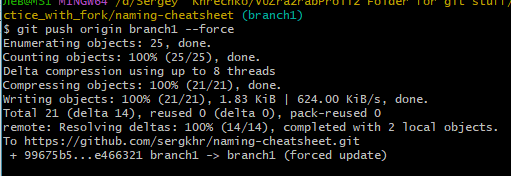 MINGW64 /d/Sergey Khrechko/VUZrazrabProfiz Folder for git stuff/
ctice_with_fork/naming-cheatsheet (branch1)
$ git push origin branch1 --force
Enumerating objects: 25, done.
Counting objects: 100% (25/25), done.
Delta compression using up to 8 threads
Compressing objects: 100% (21/21), done.
Writing objects: 100% (21/21), 1.83 KiB | 624.00 KiB/s, done.
Total 21 (delta 14), reused 0 (delta 0), pack-reused 0
remote: Resolving deltas: 100% (14/14), completed with 2 local objects.
To https://github.com/sergkhr/naming-cheatsheet.git
 + 99675b5...e466321 branch1 -> branch1 (forced update)